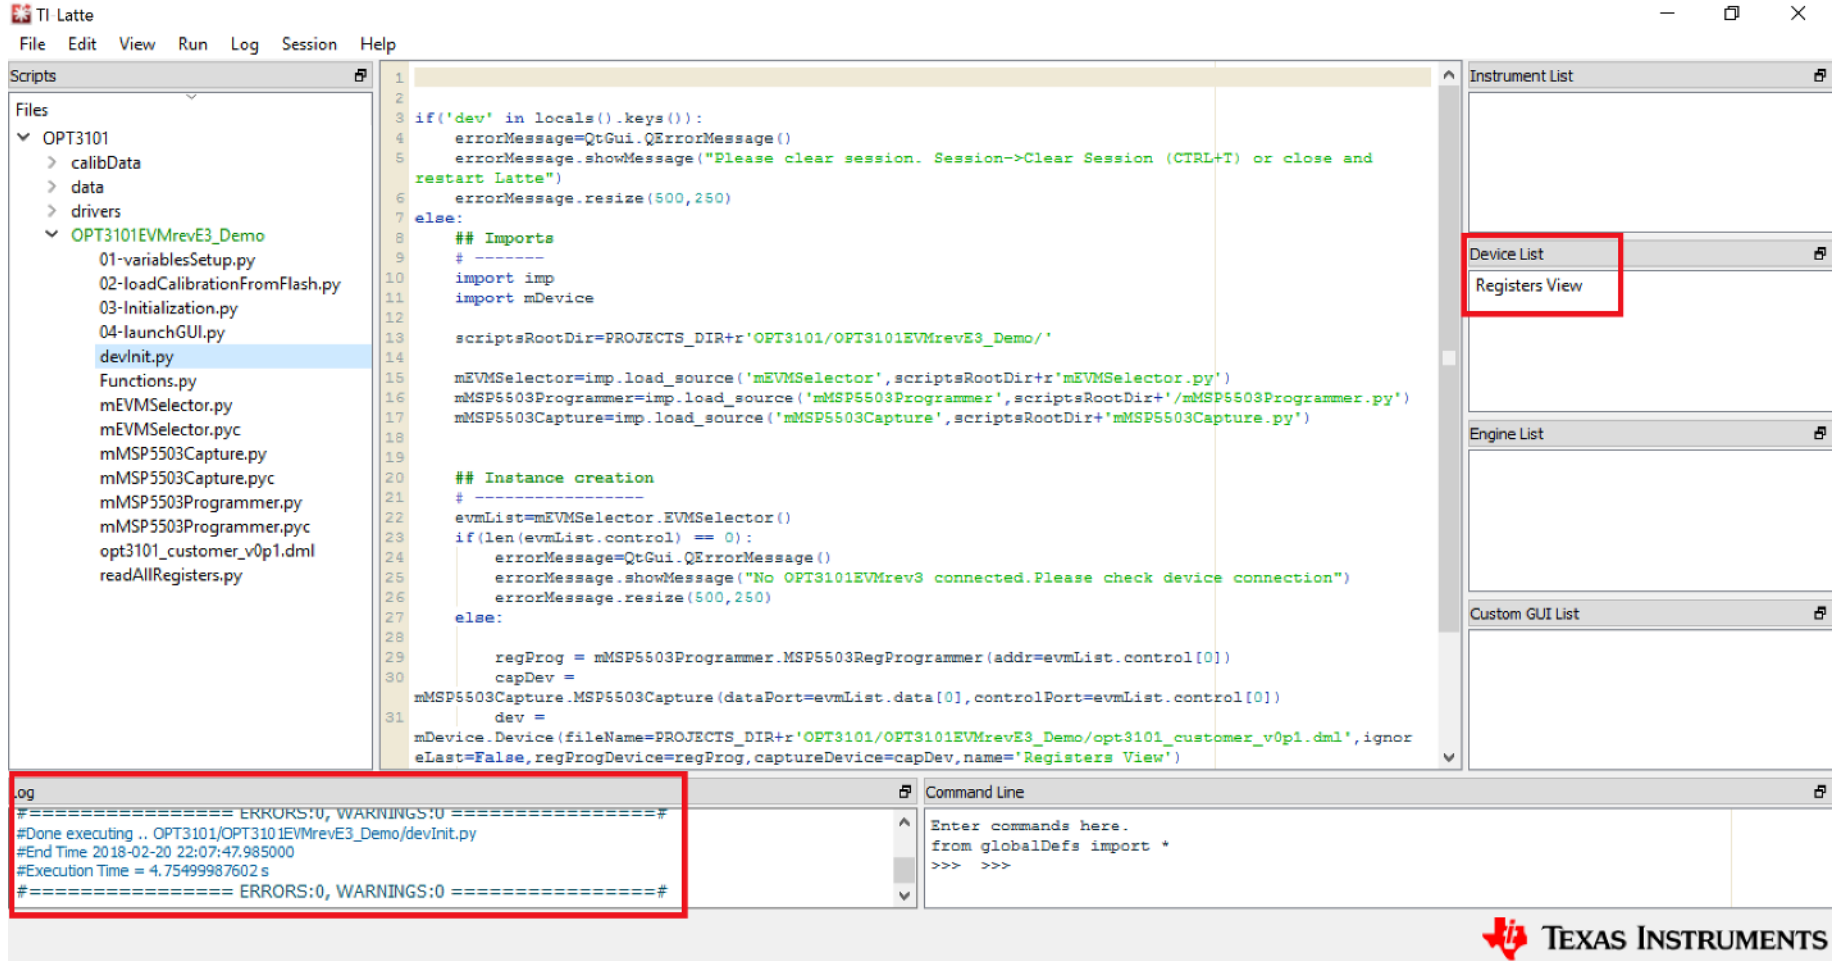 TI Latte
File Edit View Run Log Session Help
Scripts
Files
OPT3101
calibData
data
drivers
OPT3101EVMrevE3_Demo
01-variablesSetup.py
02-loadCalibrationFromFlash.py
03-Initialization.py
04-launchGUI.py
devInit.py
Functions.py
mEVMSelector.py
mEVMSelector.pyc
mMSP5503Capture.py
mMSP5503Capture.pyc
mMSP5503Programmer.py
mMSP5503Programmer.pyc
opt3101_customer_v0p1.dml
readAllRegisters.py
1
2
3 if('dev' in locals().keys()):
4 errorMessage=QtGui.QErrorMessage()
5 errorMessage.showMessage("Please clear session. Session->Clear Session (CTRL+T) or close and
restart Latte")
6 errorMessage.resize(500,250)
7 else:
8 ## Imports
9 # -------
10 import imp
11 import mDevice
12
13 scriptsRootDir=PROJECTS_DIR+r'OPT3101/OPT3101EVMrevE3_Demo/'
14
15 mEVMSelector=imp.load_source('mEVMSelector',scriptsRootDir+r'mEVMSelector.py')
16 mMSP5503Programmer=imp.load_source('mMSP5503Programmer',scriptsRootDir+'/mMSP5503Programmer.py')
17 mMSP5503Capture=imp.load_source('mMSP5503Capture',scriptsRootDir+'mMSP5503Capture.py')
18
19
20 ## Instance creation
21 # -----------------
22 evmList=mEVMSelector.EVMSelector()
23 if(len(evmList.control) == 0):
24 errorMessage=QtGui.QErrorMessage()
25 errorMessage.showMessage("No OPT3101EVMrev3 connected.Please check device connection")
26 errorMessage.resize(500,250)
27 else:
28
29 regProg = mMSP5503Programmer.MSP5503RegProgrammer(addr=evmList.control[0])
30 capDev =
mMSP5503Capture.MSP5503Capture(dataPort=evmList.data[0],controlPort=evmList.control[0])
31 dev =
mDevice.Device(fileName=PROJECTS_DIR+r'OPT3101/OPT3101EVMrevE3_Demo/opt3101_customer_v0p1.dml',ignor
eLast=False,regProgDevice=regProg,captureDevice=capDev,name='Registers View')
Instrument List
Device List
Registers View
Engine List
Custom GUI List
og
#================ ERRORS:0, WARNINGS:0 ================#
#Done executing .. OPT3101/OPT3101EVMrevE3_Demo/devInit.py
#End Time 2018-02-20 22:07:47.985000
#Execution Time = 4.75499987602 s
#================ ERRORS:0, WARNINGS:0 ================#
Command Line
Enter commands here.
from globalDefs import *
>>> >>>
TEXAS INSTRUMENTS